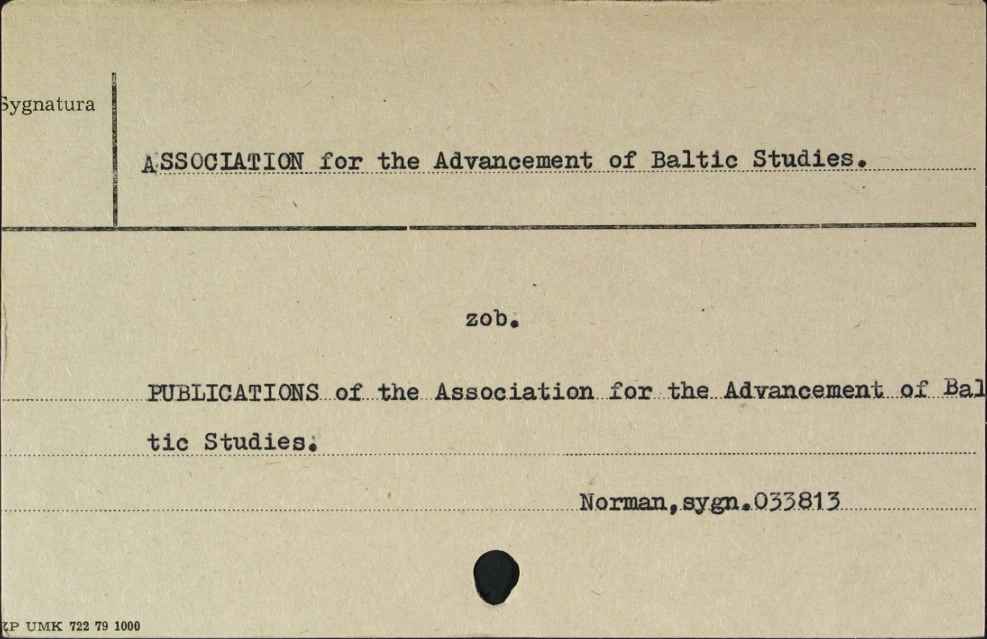 Sygnatura
ASSOCIATION for the Advancement of Baltic Studies.
zob.
PUBLICATIONS of the Association for the Advancement of Bal
tic Studies.
Norman,sygn.033813
ZP UMK 722 79 1000